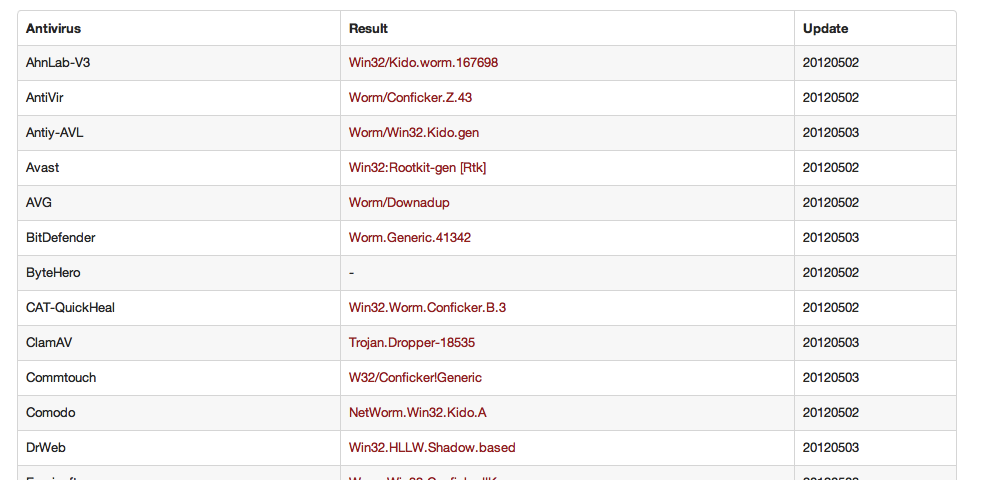 Antivirus Result Update
AhnLab-V3 Win32/Kido.worm.167698 20120502
AntiVir Worm/Conficker.Z.43 20120502
Antiy-AVL Worm/Win32.Kido.gen 20120503
Avast Win32:Rootkit-gen [Rtk] 20120502
AVG Worm/Downadup 20120502
BitDefender Worm.Generic.41342 20120503
ByteHero - 20120502
CAT-QuickHeal Win32.Worm.Conficker.B.3 20120502
ClamAV Trojan.Dropper-18535 20120503
Commtouch W32/Conficker!Generic 20120503
Comodo NetWorm.Win32.Kido.A 20120502
DrWeb Win32.HLLW.Shadow.based 20120503